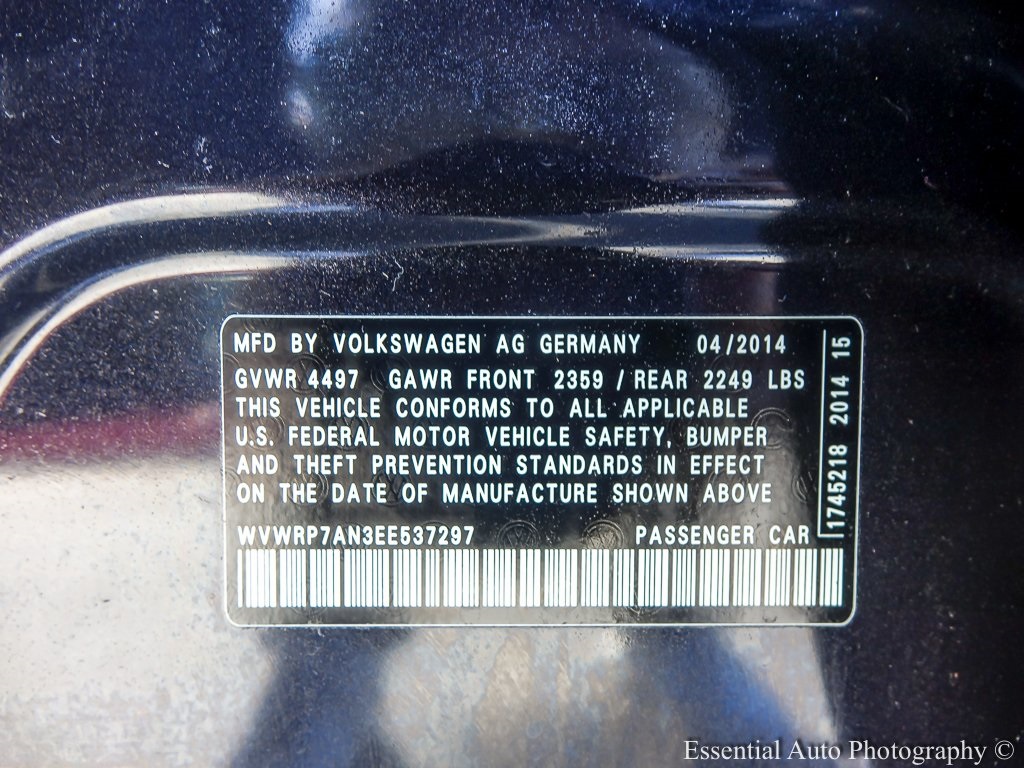 MFD BY VOLKSWAGEN AG GERMANY 04/2014
GVWR 4497 GAWR FRONT 2359 / REAR 2249 LBS
THIS VEHICLE CONFORMS TO ALL APPLICABLE
U.S. FEDERAL MOTOR VEHICLE SAFETY, BUMPER
AND THEFT PREVENTION STANDARDS IN EFFECT
ON THE DATE OF MANUFACTURE SHOWN ABOVE
WVWRP7AN3EE537297 PASSENGER CAR
1745218 2014 15
Essential Auto Photography ©